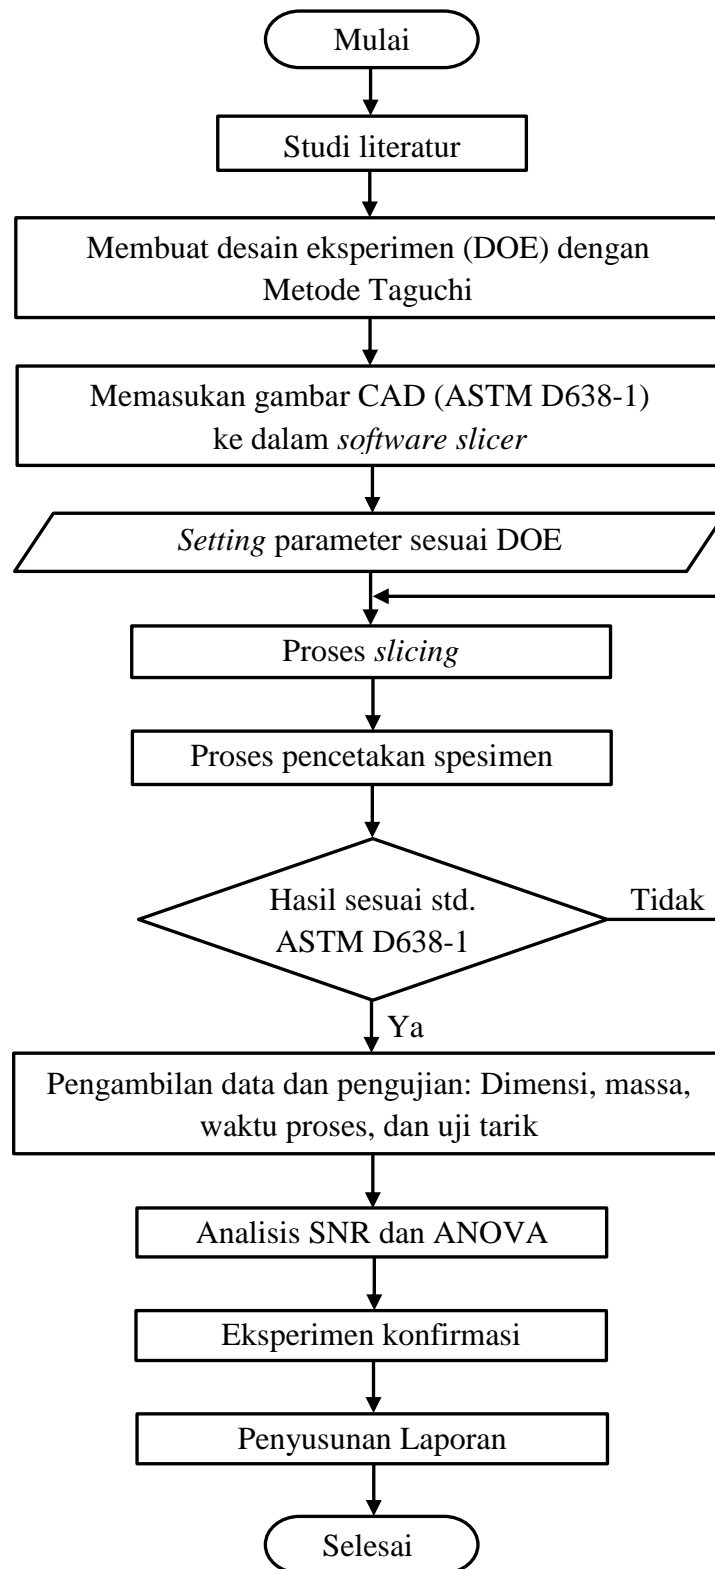 Mulai
Studi literatur
Membuat desain eksperimen (DOE) dengan
Metode Taguchi
Memasukan gambar CAD (ASTM D638-1)
ke dalam software slicer
Setting parameter sesuai DOE
Proses slicing
Proses pencetakan spesimen
Hasil sesuai std.
ASTM D638-1
Tidak
Ya
Pengambilan data dan pengujian: Dimensi, massa,
waktu proses, dan uji tarik
Analisis SNR dan ANOVA
Eksperimen konfirmasi
Penyusunan Laporan
Selesai